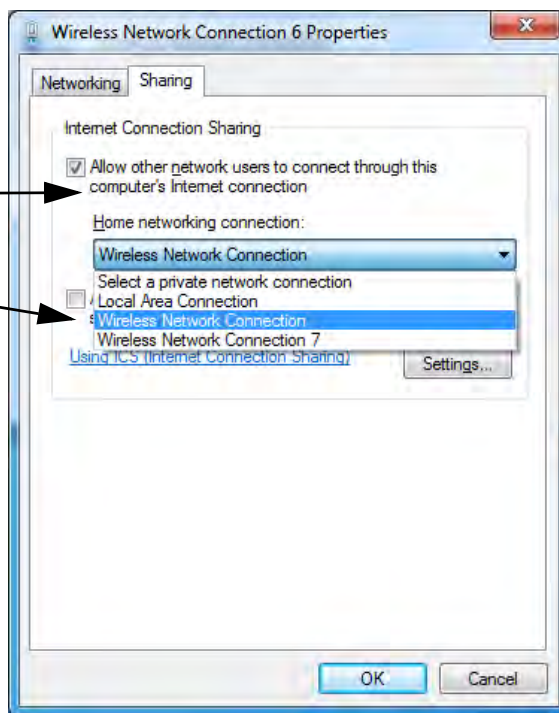 Wireless Network Connection 6 Properties
Networking
Sharing
Internet Connection Sharing
Allow other network users to connect through this
computer's Internet connection
Home networking connection:
Wireless Network Connection
Select a private network connection
Local Area Connection
Wireless Network Connection
Wireless Network Connection 7
Using ICS (Internet Connection Sharing)
Settings...
OK
Cancel